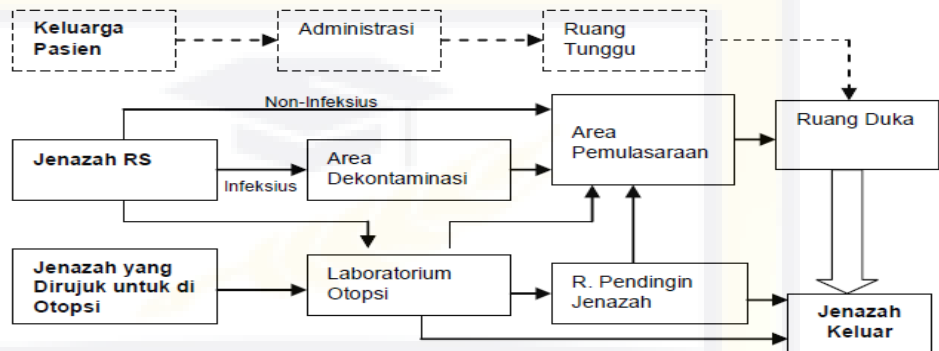 Keluarga
Pasien
Administrasi
Ruang
Tunggu
Non-Infeksius
Ruang Duka
Jenazah RS
Infeksius
Area
Dekontaminasi
Area
Pemulasaraan
Jenazah yang
Dirujuk untuk di
Otopsi
Laboratorium
Otopsi
R. Pendingin
Jenazah
Jenazah
Keluar